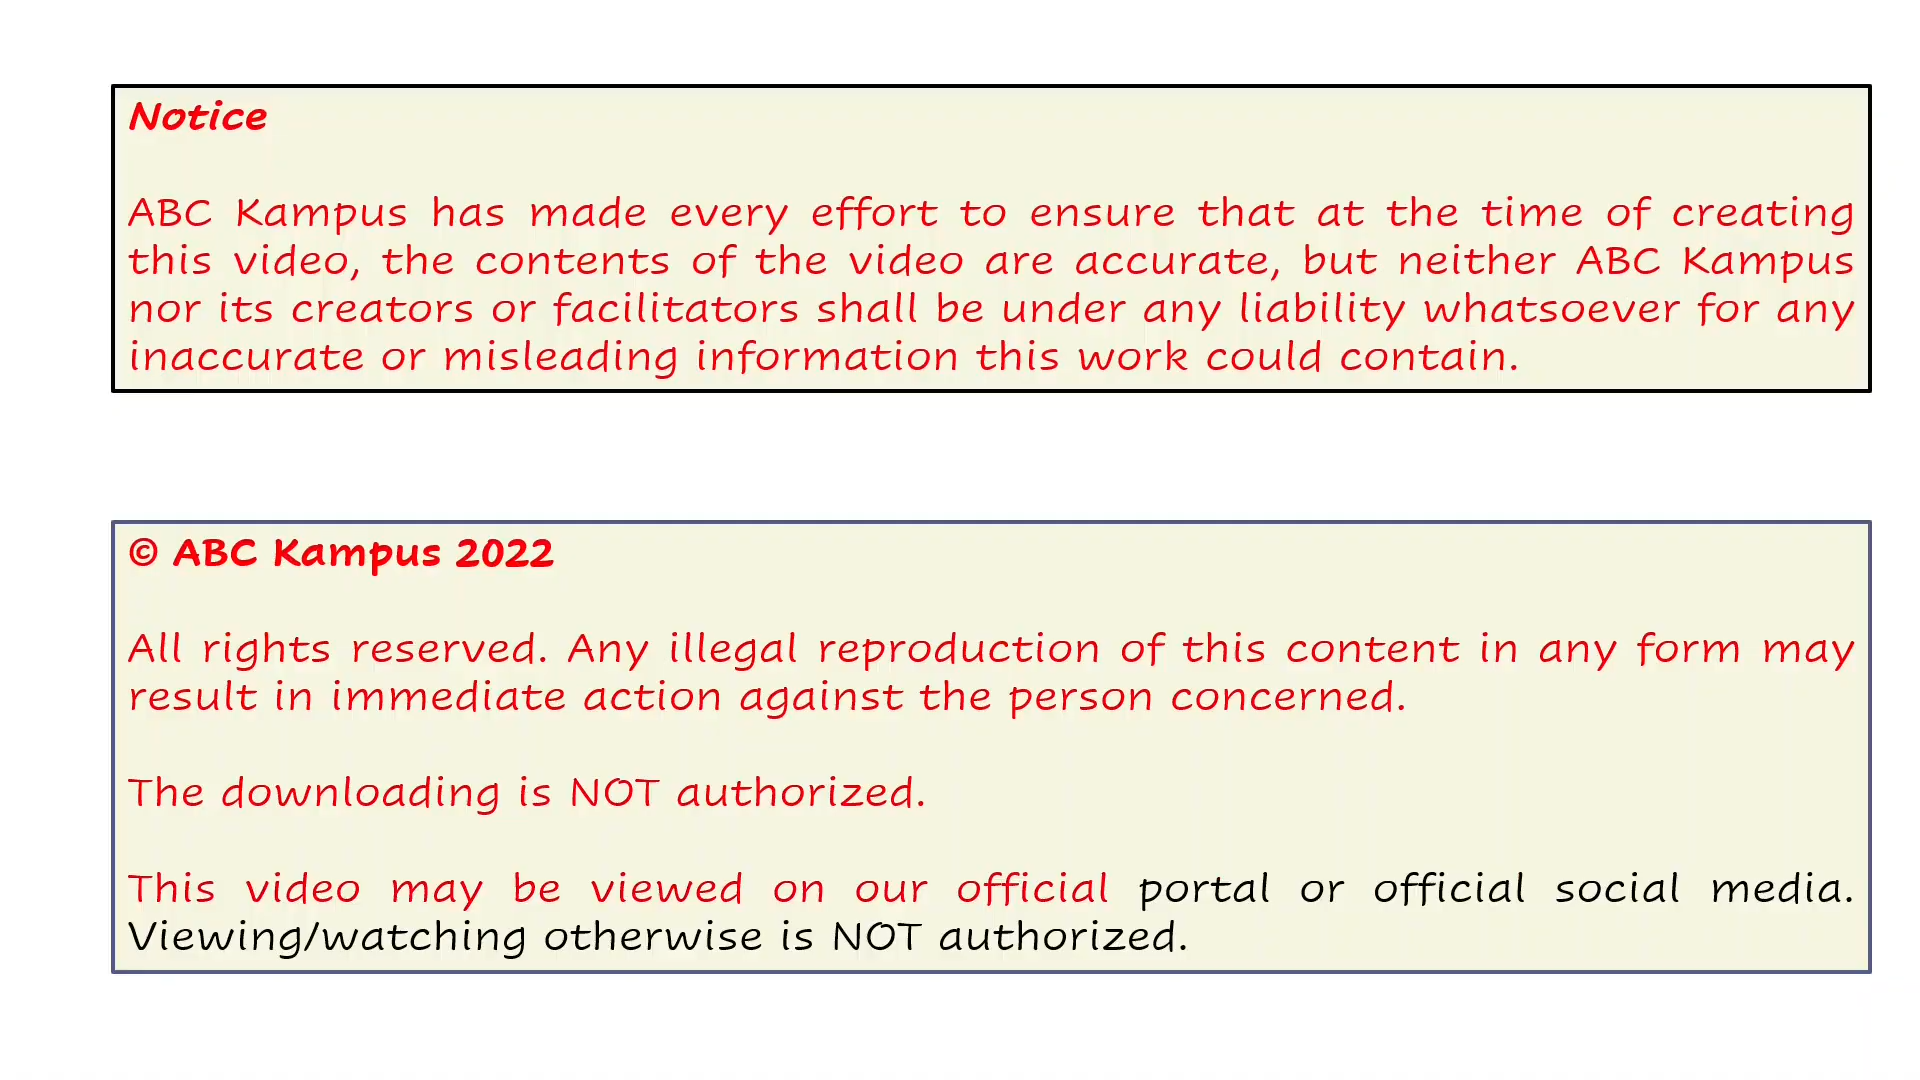 Notice
ABC Kampus has made every effort to ensure that at the time of creating
this video, the contents of the video are accurate, but neither ABC Kampus
nor its creators or facilitators shall be under any liability whatsoever for any
inaccurate or misleading information this work could contain.
© ABC Kampus 2022
All rights reserved. Any illegal reproduction of this content in any form may
result in immediate action against the person concerned.
The downloading is NOT authorized.
This video may be viewed on our official portal or official social media.
Viewing/watching otherwise is NOT authorized.